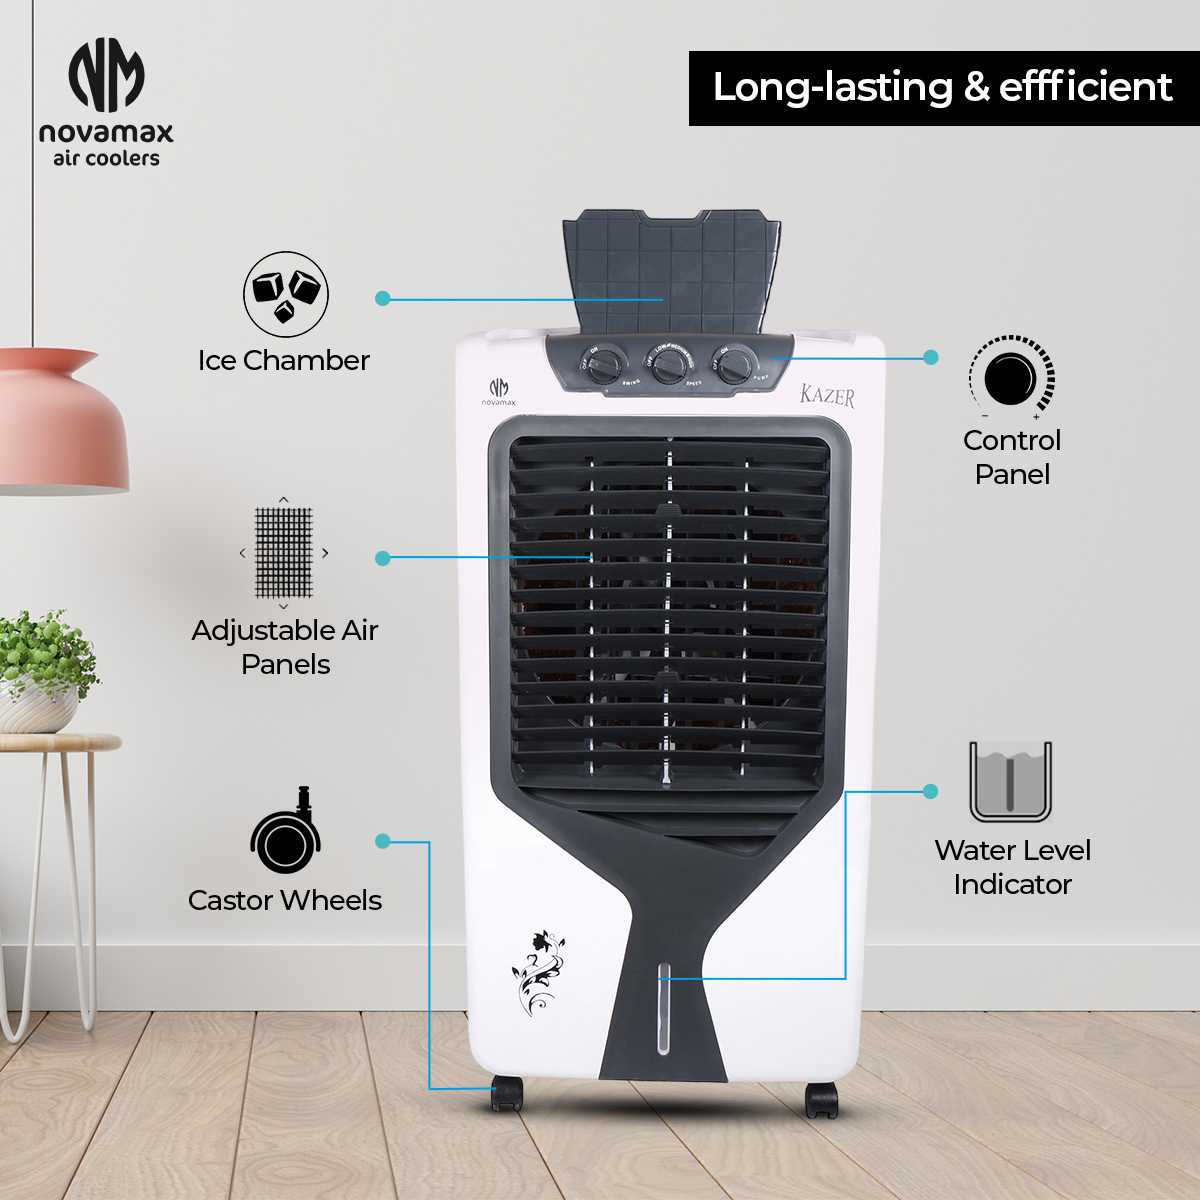 NM
novamax
air coolers
Long-lasting & effficient
Ice Chamber
Control
Panel
OFF ON
SWING
OFF LOW MEDIUM HIGH
SPEED
OFF ON
PUMP
NM
novamax
KAZER
Adjustable Air
Panels
Water Level
Indicator
Castor Wheels